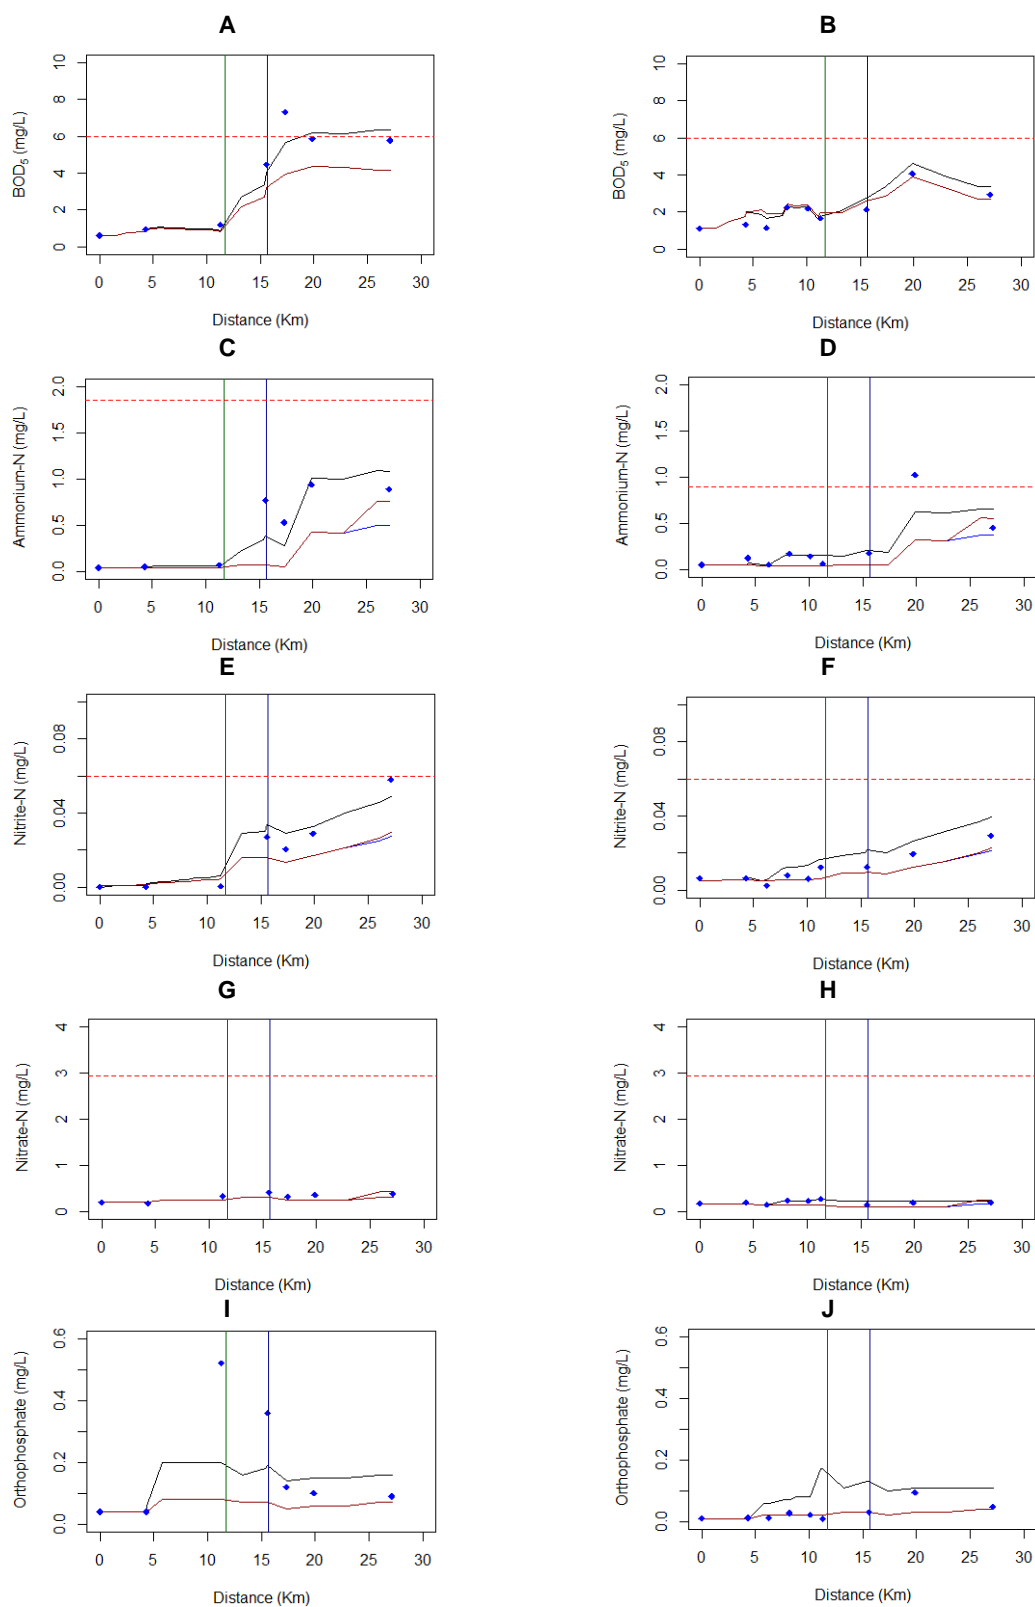 A
B
BOD5 (mg/L)
0 2 4 6 8 10
0 5 10 15 20 25 30
Distance (Km)
BOD5 (mg/L)
0 2 4 6 8 10
0 5 10 15 20 25 30
Distance (Km)
C
D
Ammonium-N (mg/L)
0.0 0.5 1.0 1.5 2.0
0 5 10 15 20 25 30
Distance (Km)
Ammonium-N (mg/L)
0.0 0.5 1.0 1.5 2.0
0 5 10 15 20 25 30
Distance (Km)
E
F
Nitrite-N (mg/L)
0.00 0.04 0.08
0 5 10 15 20 25 30
Distance (Km)
Nitrite-N (mg/L)
0.00 0.04 0.08
0 5 10 15 20 25 30
Distance (Km)
G
H
Nitrate-N (mg/L)
0 1 2 3 4
0 5 10 15 20 25 30
Distance (Km)
Nitrate-N (mg/L)
0 1 2 3 4
0 5 10 15 20 25 30
Distance (Km)
I
J
Orthophosphate (mg/L)
0.0 0.2 0.4 0.6
0 5 10 15 20 25 30
Distance (Km)
Orthophosphate (mg/L)
0.0 0.2 0.4 0.6
0 5 10 15 20 25 30
Distance (Km)